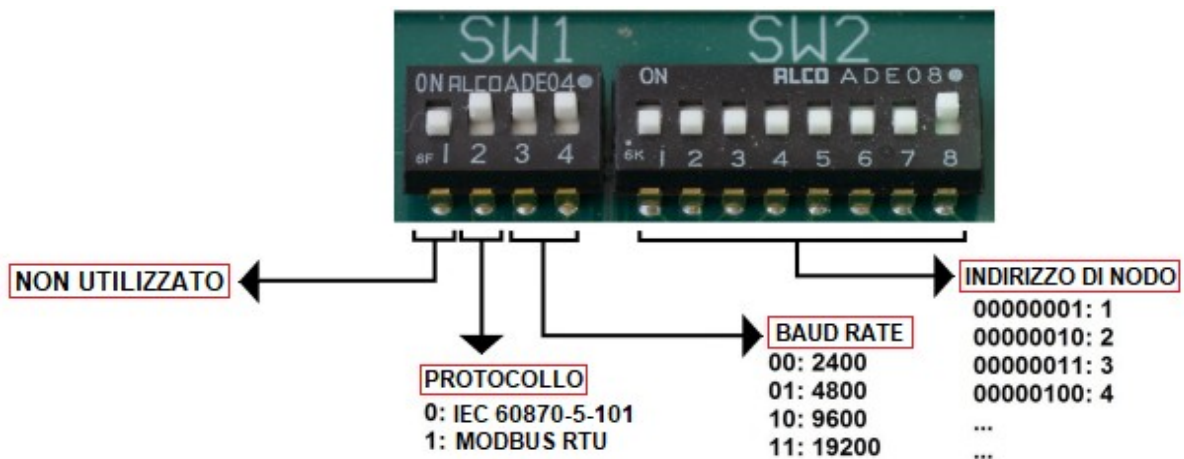 SW1
SW2
ON ALCO ADE04
6F 1 2 3 4
ON ALCO ADE08
6K 1 2 3 4 5 6 7 8
NON UTILIZZATO
PROTOCOLLO
0: IEC 60870-5-101
1: MODBUS RTU
BAUD RATE
00: 2400
01: 4800
10: 9600
11: 19200
INDIRIZZO DI NODO
00000001: 1
00000010: 2
00000011: 3
00000100: 4
...
...